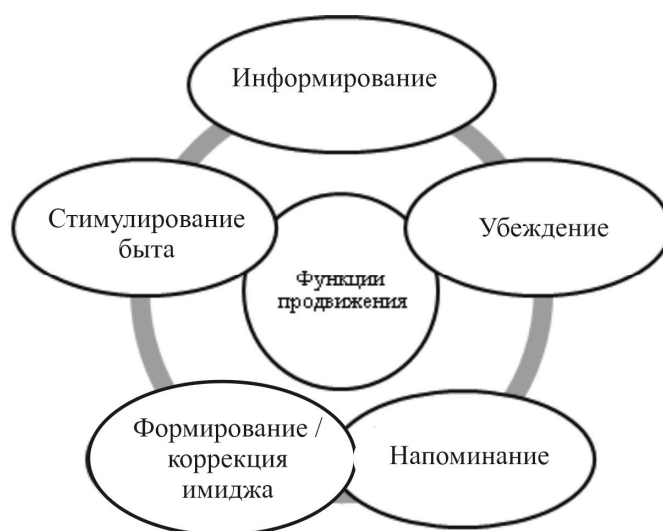 Информирование
Стимулирование
быта
Убеждение
Функции
продвижения
Формирование /
коррекция
имиджа
Напоминание